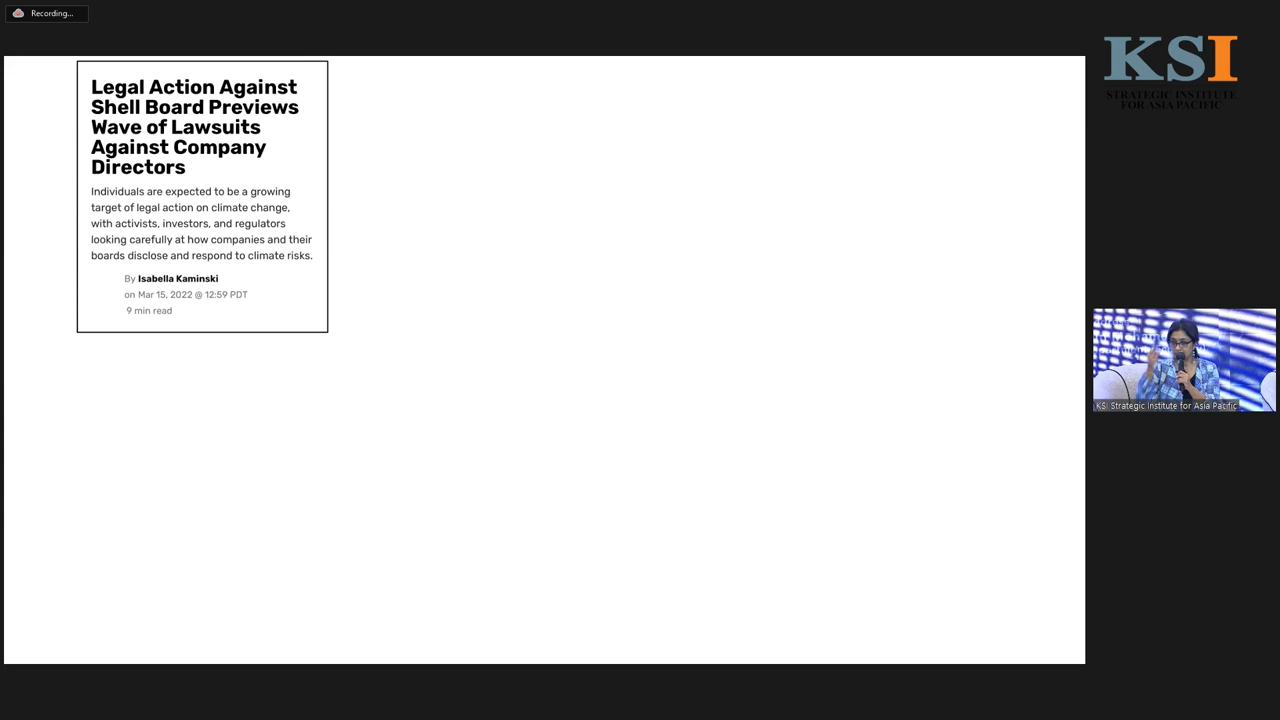 Recording...
KSI
STRATEGIC INSTITUTE
FOR ASIA PACIFIC
Legal Action Against
Shell Board Previews
Wave of Lawsuits
Against Company
Directors
Individuals are expected to be a growing
target of legal action on climate change,
with activists, investors, and regulators
looking carefully at how companies and their
boards disclose and respond to climate risks.
By Isabella Kaminski
on Mar 15, 2022 @ 12:59 PDT
9 min read
KSI Strategic Institute for Asia Pacific